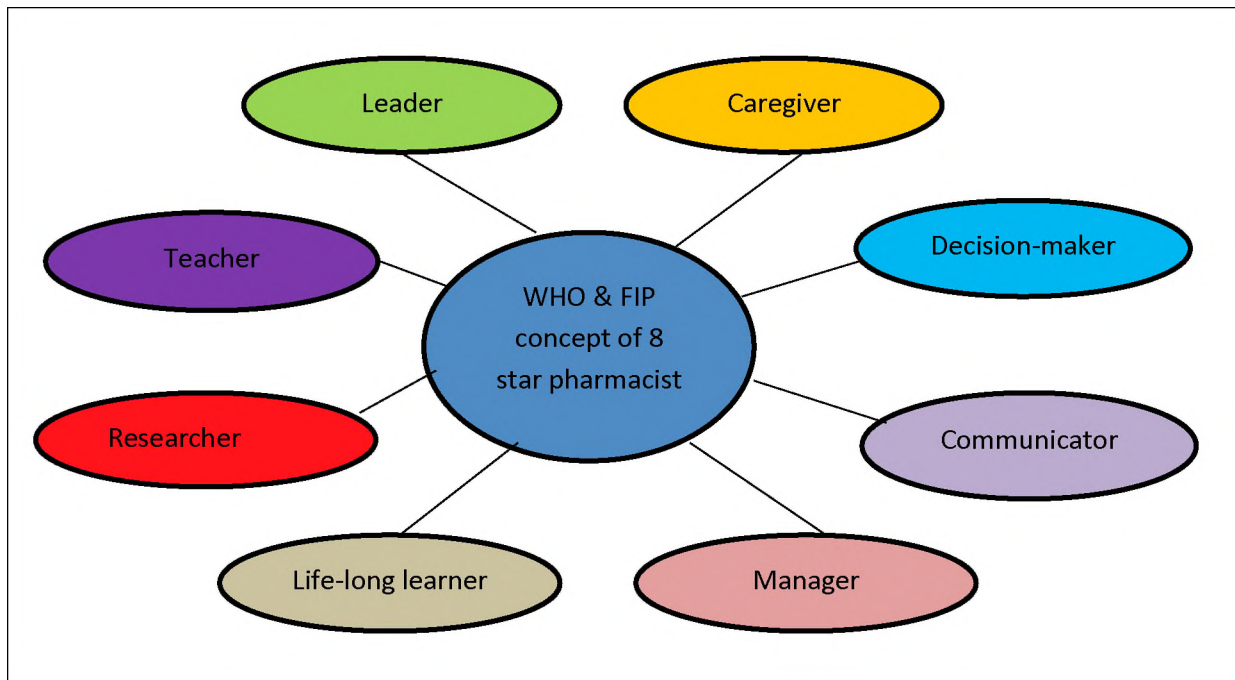 Leader
Caregiver
Teacher
Decision-maker
WHO & FIP
concept of 8
star pharmacist
Researcher
Communicator
Life-long learner
Manager